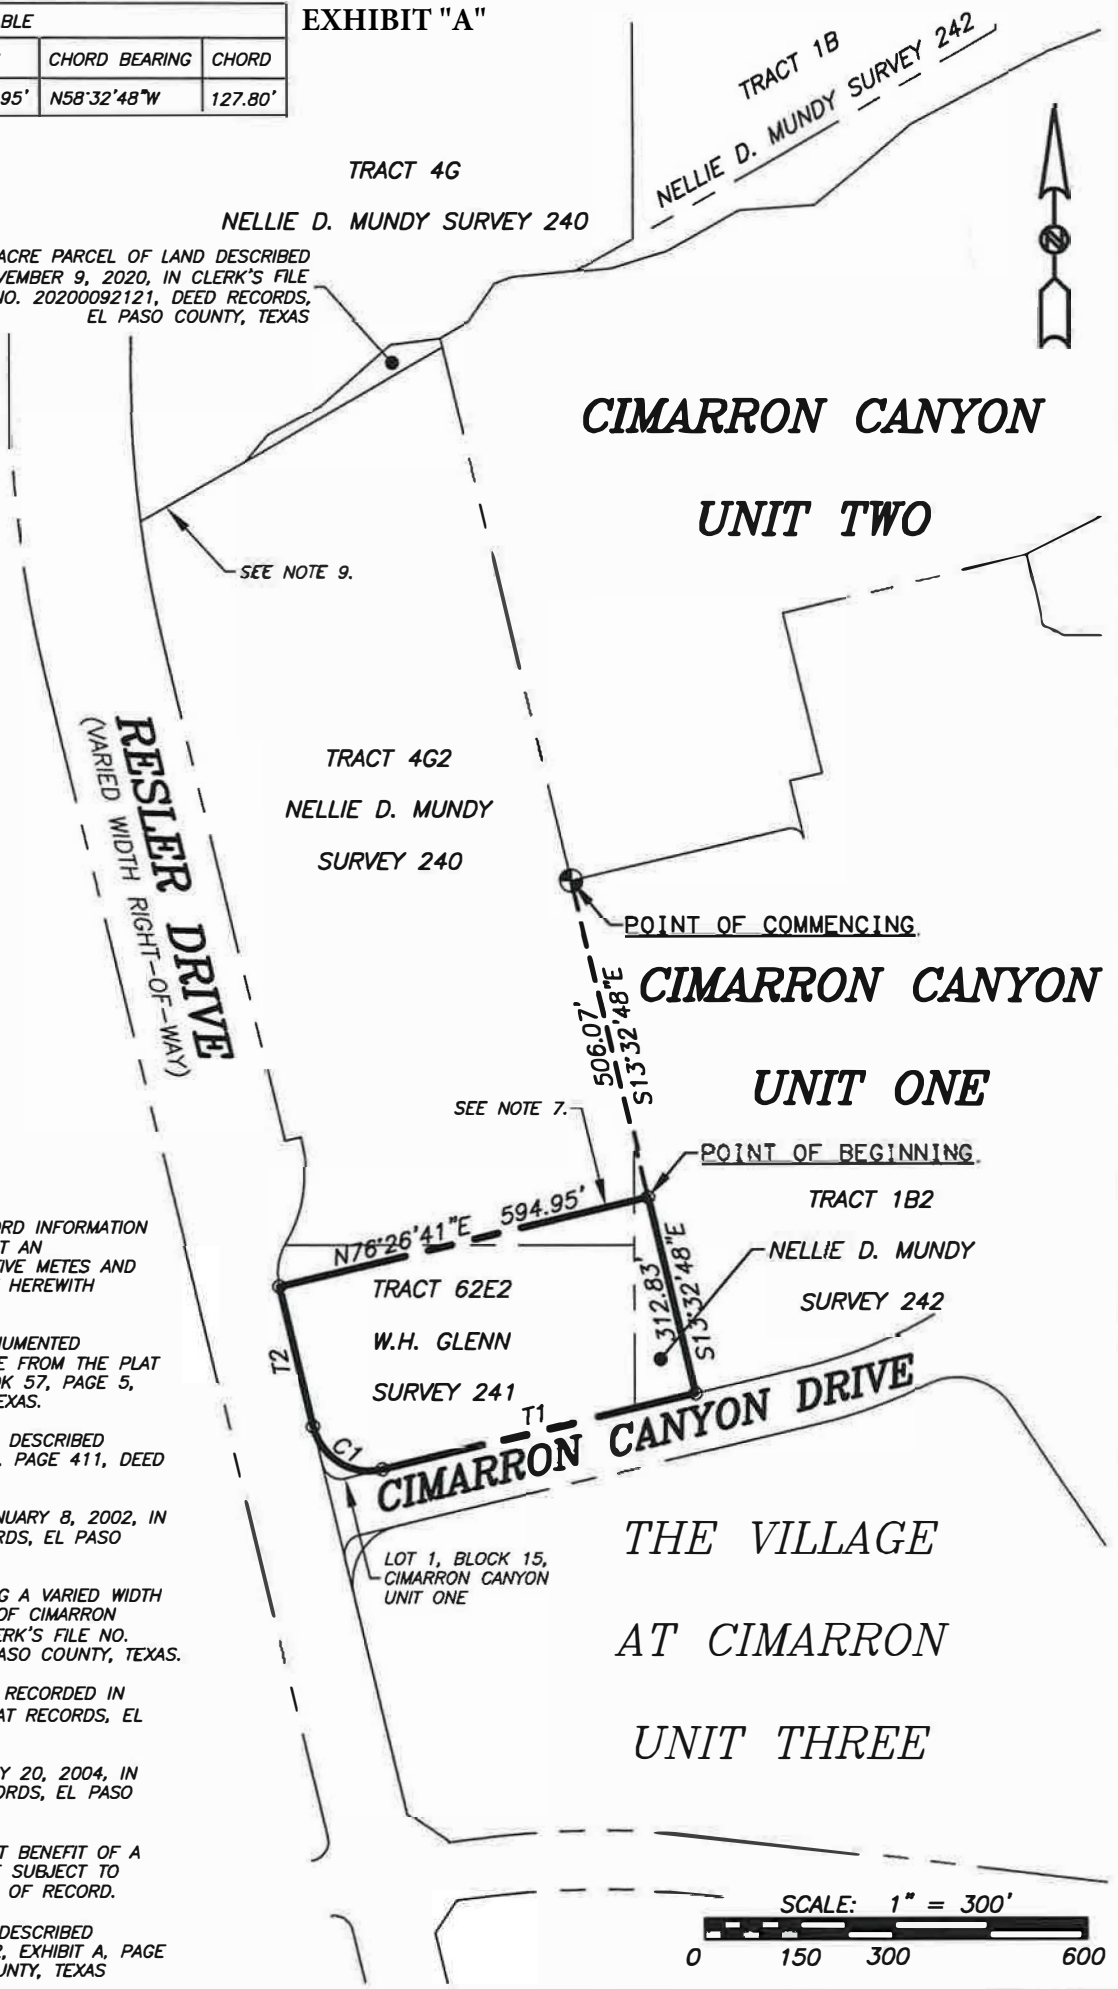 EXHIBIT "A"
CHORD BEARING CHORD
95' N58°32'48"W 127.80'
TRACT 1B
NELLIE D. MUNDY SURVEY 242
TRACT 4G
NELLIE D. MUNDY SURVEY 240
ACRE PARCEL OF LAND DESCRIBED
VEMBER 9, 2020, IN CLERK'S FILE
NO. 20200092121, DEED RECORDS,
EL PASO COUNTY, TEXAS
N
CIMARRON CANYON
UNIT TWO
SEE NOTE 9.
RESLER DRIVE
(VARIED WIDTH RIGHT-OF-WAY)
TRACT 4G2
NELLIE D. MUNDY
SURVEY 240
POINT OF COMMENCING
506.07'
S13°32'48"E
CIMARRON CANYON
UNIT ONE
SEE NOTE 7.
POINT OF BEGINNING
N76°26'41"E 594.95'
TRACT 1B2
NELLIE D. MUNDY
SURVEY 242
312.83'
S13°32'48"E
TRACT 62E2
W.H. GLENN
SURVEY 241
T2
C1
T1
CIMARRON CANYON DRIVE
LOT 1, BLOCK 15,
CIMARRON CANYON
UNIT ONE
THE VILLAGE
AT CIMARRON
UNIT THREE
ORD INFORMATION
T AN
TIVE METES AND
HEREWITH
NUMENTED
E FROM THE PLAT
OK 57, PAGE 5,
EXAS.
DESCRIBED
PAGE 411, DEED
NUARY 8, 2002, IN
RDS, EL PASO
G A VARIED WIDTH
OF CIMARRON
ERK'S FILE NO.
PASO COUNTY, TEXAS.
RECORDED IN
AT RECORDS, EL
Y 20, 2004, IN
ORDS, EL PASO
T BENEFIT OF A
SUBJECT TO
OF RECORD.
DESCRIBED
2, EXHIBIT A, PAGE
UNTY, TEXAS
SCALE: 1" = 300'
0 150 300 600